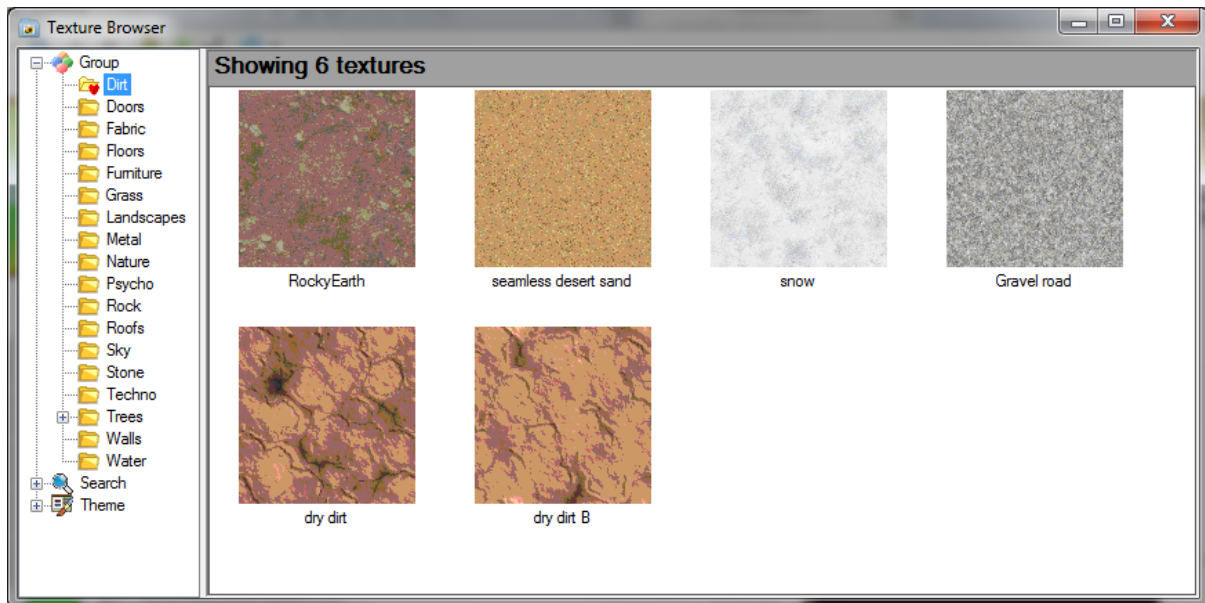 Texture Browser
Group
Dirt
Doors
Fabric
Floors
Furniture
Grass
Landscapes
Metal
Nature
Psycho
Rock
Roofs
Sky
Stone
Techno
Trees
Walls
Water
Search
Theme
Showing 6 textures
RockyEarth
seamless desert sand
snow
Gravel road
dry dirt
dry dirt B